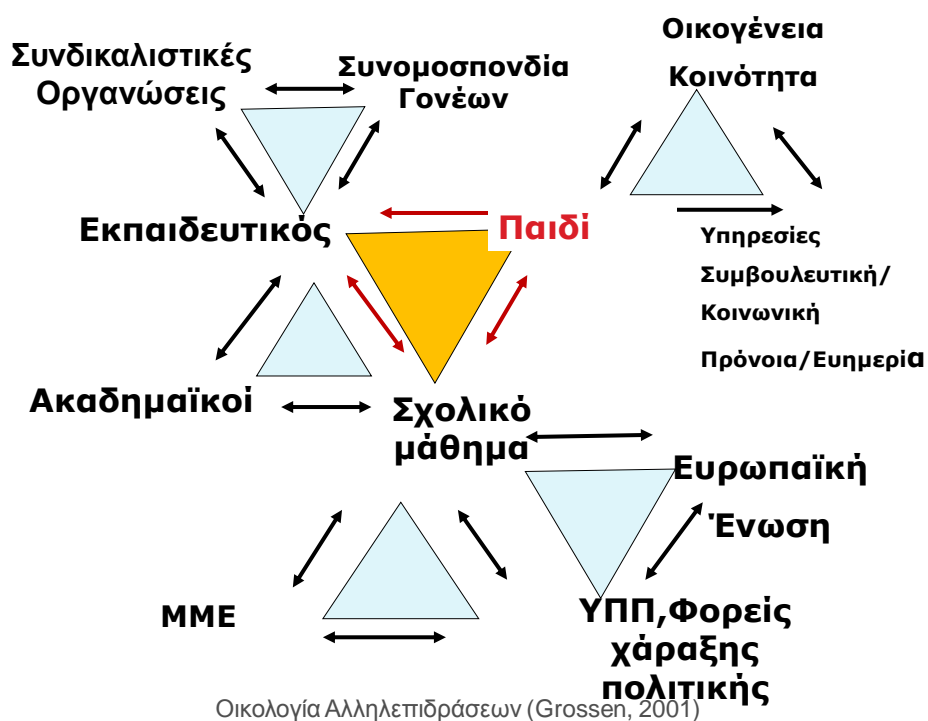 Οικογένεια
Κοινότητα
Συνδικαλιστικές
Οργανώσεις
Συνομοσπονδία
Γονέων
Εκπαιδευτικός
Παιδί
Υπηρεσίες
Συμβουλευτική/
Κοινωνική
Πρόνοια/Ευημερία
Ακαδημαϊκοί
Σχολικό
μάθημα
Ευρωπαϊκή
Ένωση
ΜΜΕ
ΥΠΠ,Φορείς
χάραξης
πολιτικής
Οικολογία Αλληλεπιδράσεων (Grossen, 2001)